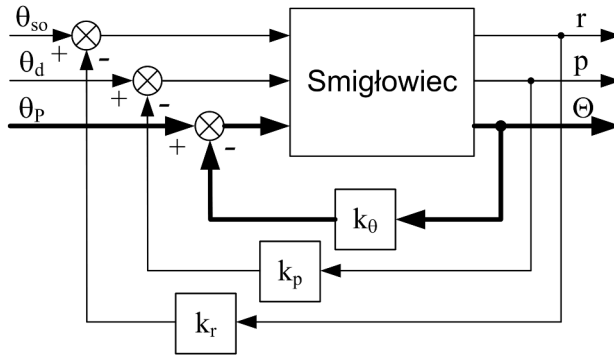 θso r
+ -
θd p
+ -
Smigłowiec
θP Θ
+ -
kθ
kp
kr